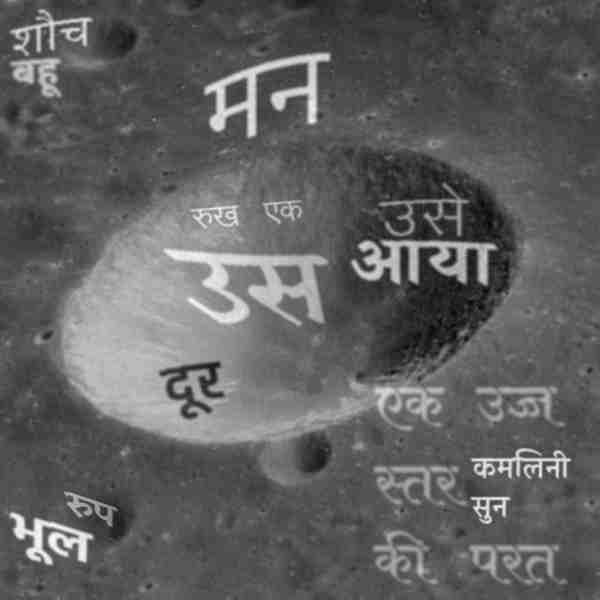 शौच
बहू
मन
रुख एक
उसे
उस आया
दूर
एक उज्ज
स्तर कमलिनी
सुन
की परत
रुप
भूल